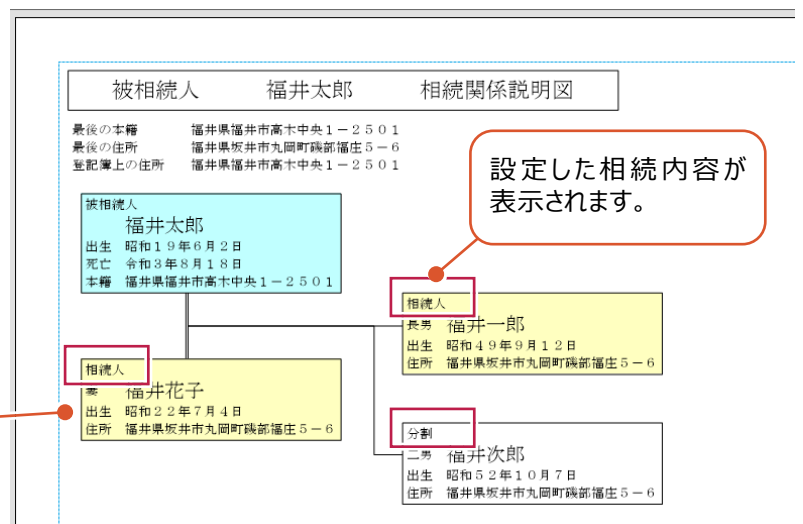 被相続人　福井太郎　相続関係説明図
最後の本籍　福井県福井市高木中央１－２５０１
最後の住所　福井県坂井市丸岡町磯部福庄５－６
登記簿上の住所　福井県福井市高木中央１－２５０１
設定した相続内容が
表示されます。
被相続人
福井太郎
出生　昭和１９年６月２日
死亡　令和３年８月１８日
本籍　福井県福井市高木中央１－２５０１
相続人
長男　福井一郎
出生　昭和４９年９月１２日
住所　福井県坂井市丸岡町磯部福庄５－６
相続人
妻　福井花子
出生　昭和２２年７月４日
住所　福井県坂井市丸岡町磯部福庄５－６
分割
二男　福井次郎
出生　昭和５２年１０月７日
住所　福井県坂井市丸岡町磯部福庄５－６